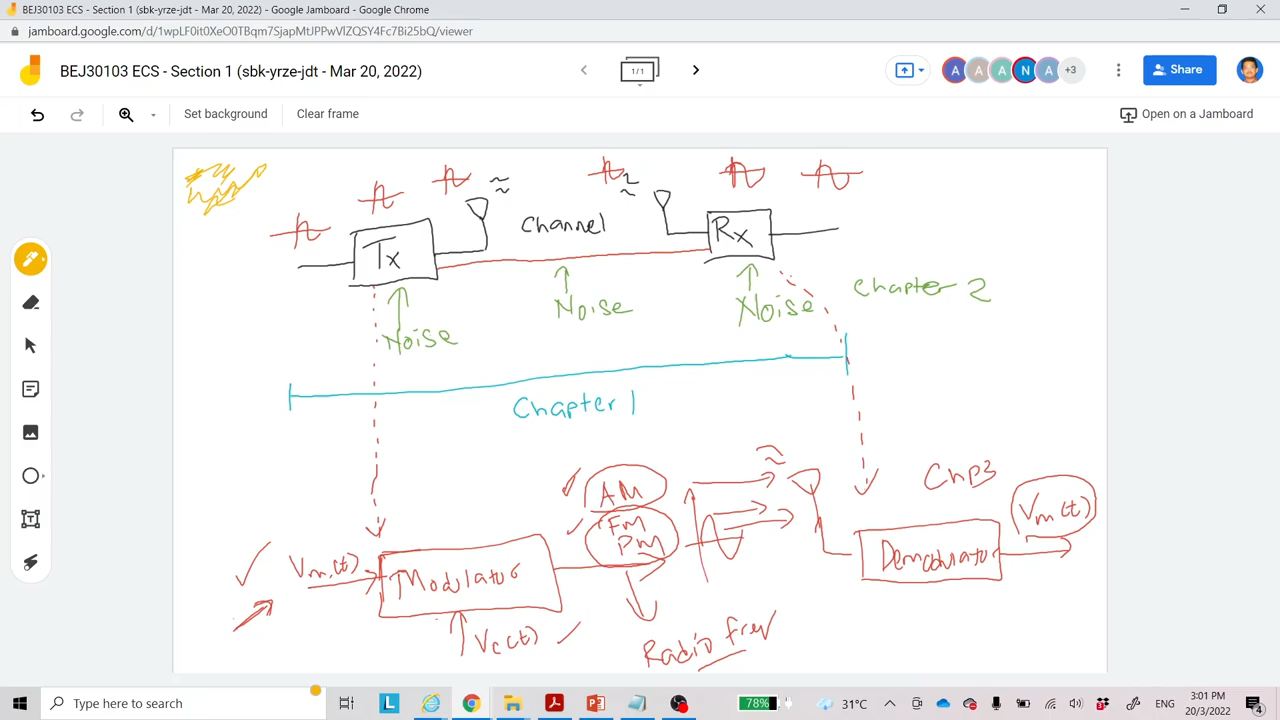 BEJ30103 ECS - Section 1 (sbk-yrze-jdt - Mar 20, 2022) - Google Jamboard - Google Chrome
jamboard.google.com/d/1wpLF0it0XeO0TBqm7SjapMtJPPwVlZQSY4Fc7Bi25bQ/viewer
BEJ30103 ECS - Section 1 (sbk-yrze-jdt - Mar 20, 2022)
1/1
A A A N A +3
Share
Set background
Clear frame
Open on a Jamboard
Tx
Channel
Rx
Noise
Noise
Noise
Chapter 2
Chapter 1
AM
FM
PM
Chp3
Vm(t)
Vm(t)
Modulator
Demodulator
Vc(t)
Radio freq
Type here to search
L
78%
31°C
3:01 PM
20/3/2022
4